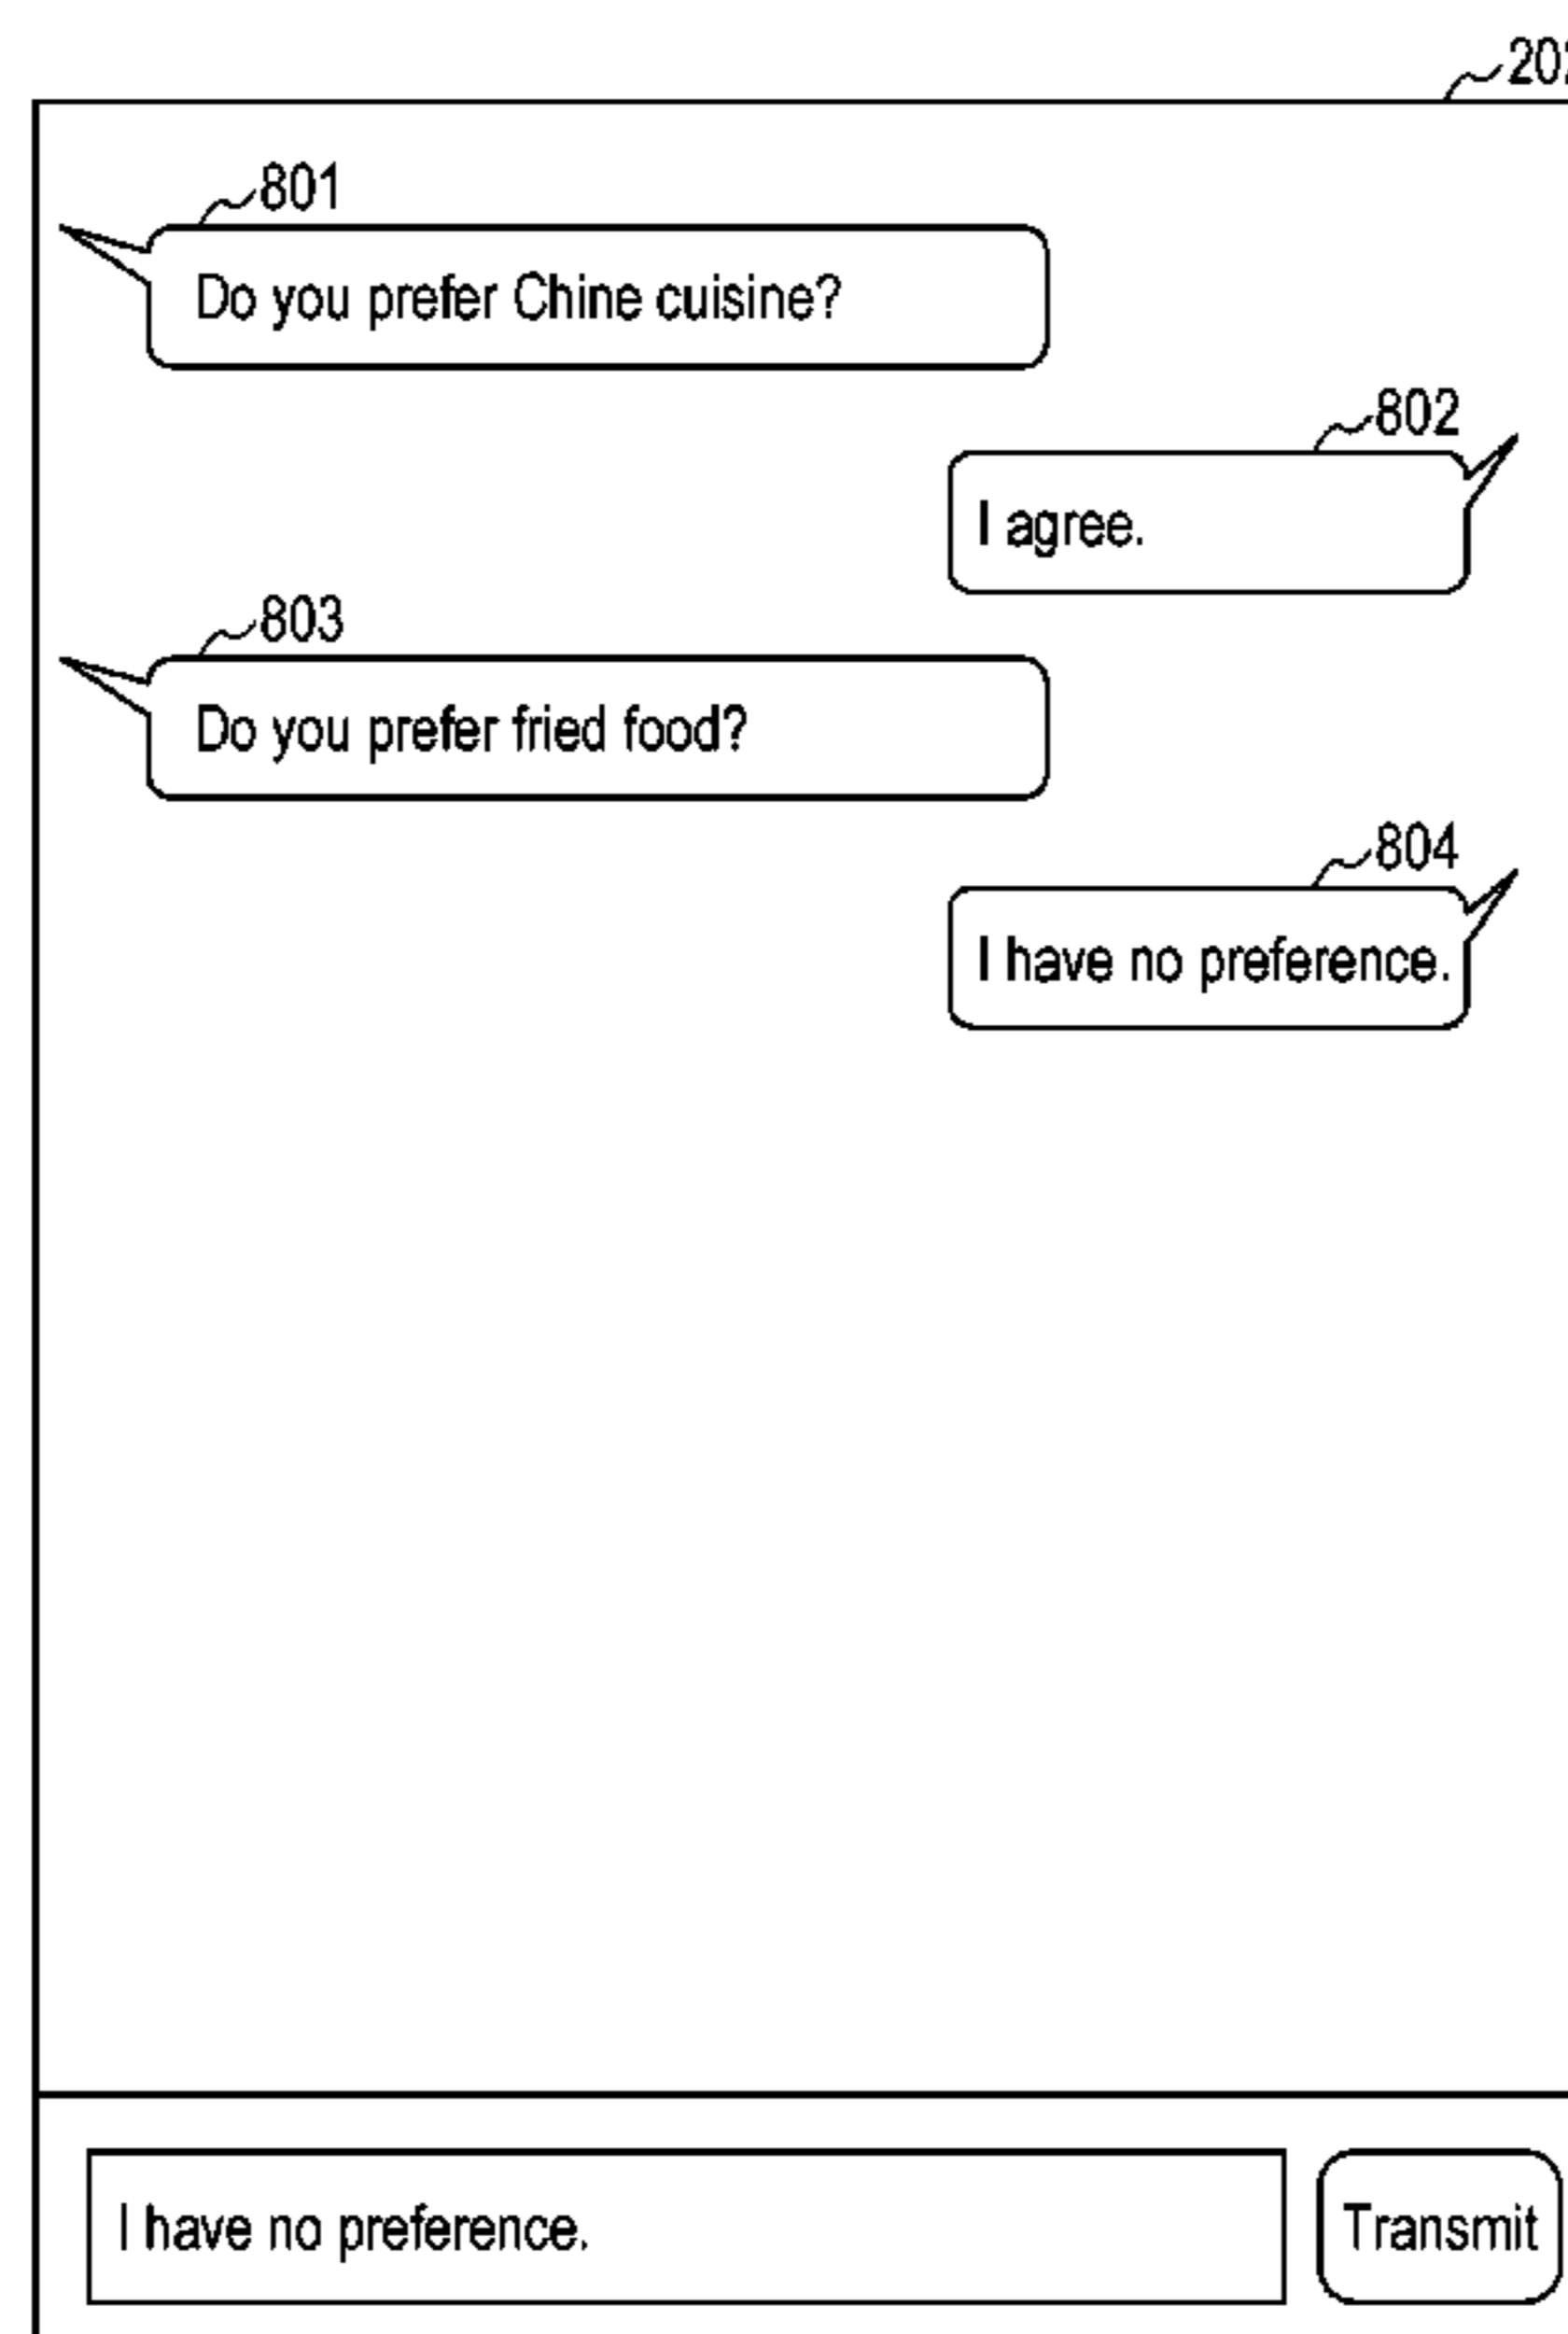 801
Do you prefer Chine cuisine?
802
I agree.
803
Do you prefer fried food?
804
I have no preference.
I have no preference.
Transmit